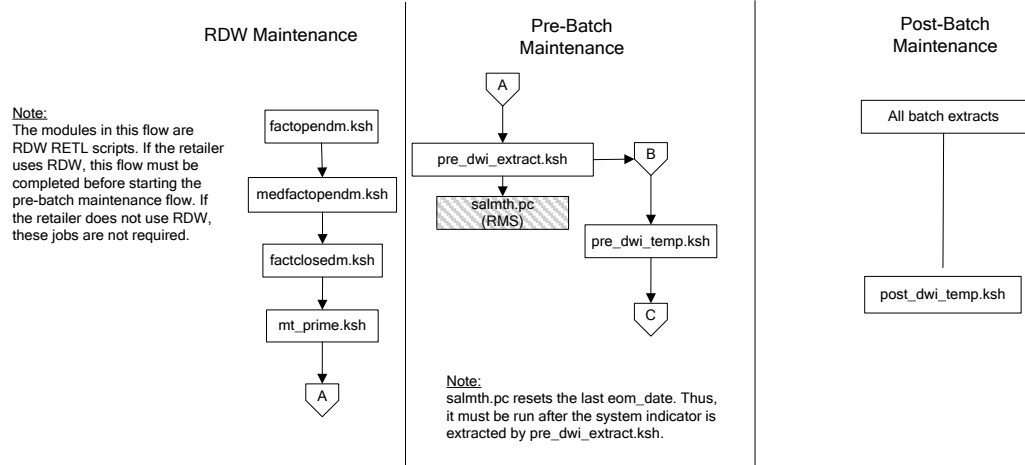 RDW Maintenance
Note:
The modules in this flow are
RDW RETL scripts. If the retailer
uses RDW, this flow must be
completed before starting the
pre-batch maintenance flow. If
the retailer does not use RDW,
these jobs are not required.
factopendm.ksh
medfactopendm.ksh
factclosedm.ksh
mt_prime.ksh
A
Pre-Batch
Maintenance
A
pre_dwi_extract.ksh
B
salmth.pc
(RMS)
pre_dwi_temp.ksh
C
Note:
salmth.pc resets the last eom_date. Thus,
it must be run after the system indicator is
extracted by pre_dwi_extract.ksh.
Post-Batch
Maintenance
All batch extracts
post_dwi_temp.ksh